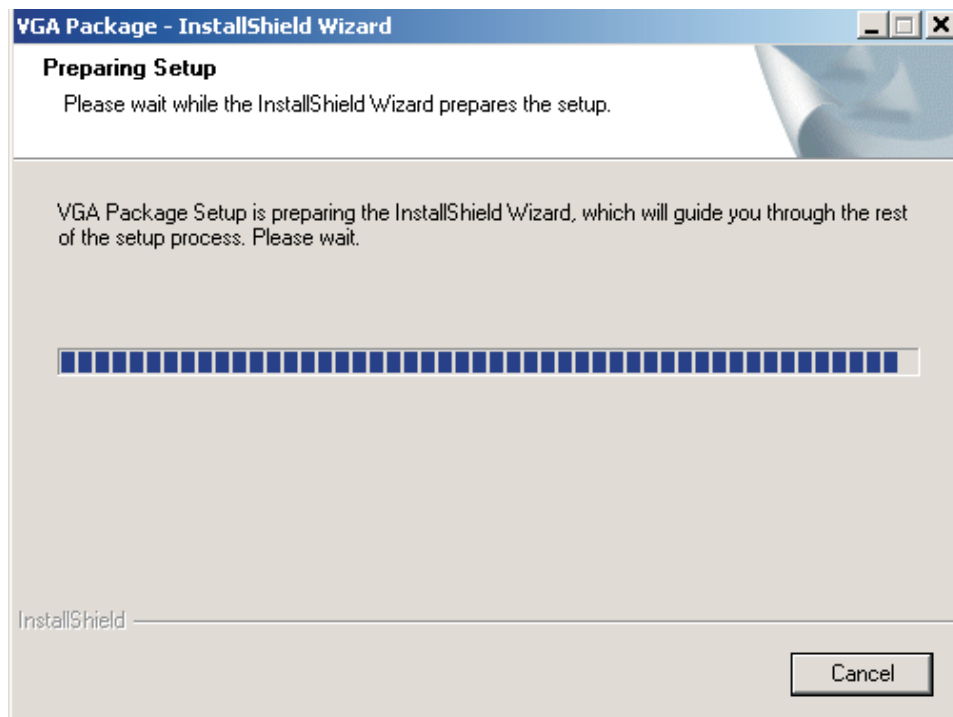 VGA Package - InstallShield Wizard
Preparing Setup
Please wait while the InstallShield Wizard prepares the setup.
VGA Package Setup is preparing the InstallShield Wizard, which will guide you through the rest
of the setup process. Please wait.
InstallShield
Cancel